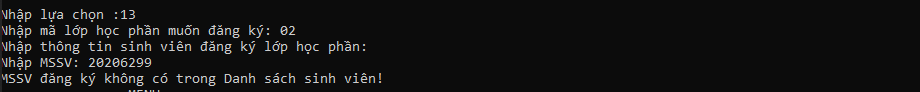 Nhập lựa chọn :13
Nhập mã lớp học phần muốn đăng ký: 02
Nhập thông tin sinh viên đăng ký lớp học phần:
Nhập MSSV: 20206299
MSSV đăng ký không có trong Danh sách sinh viên!